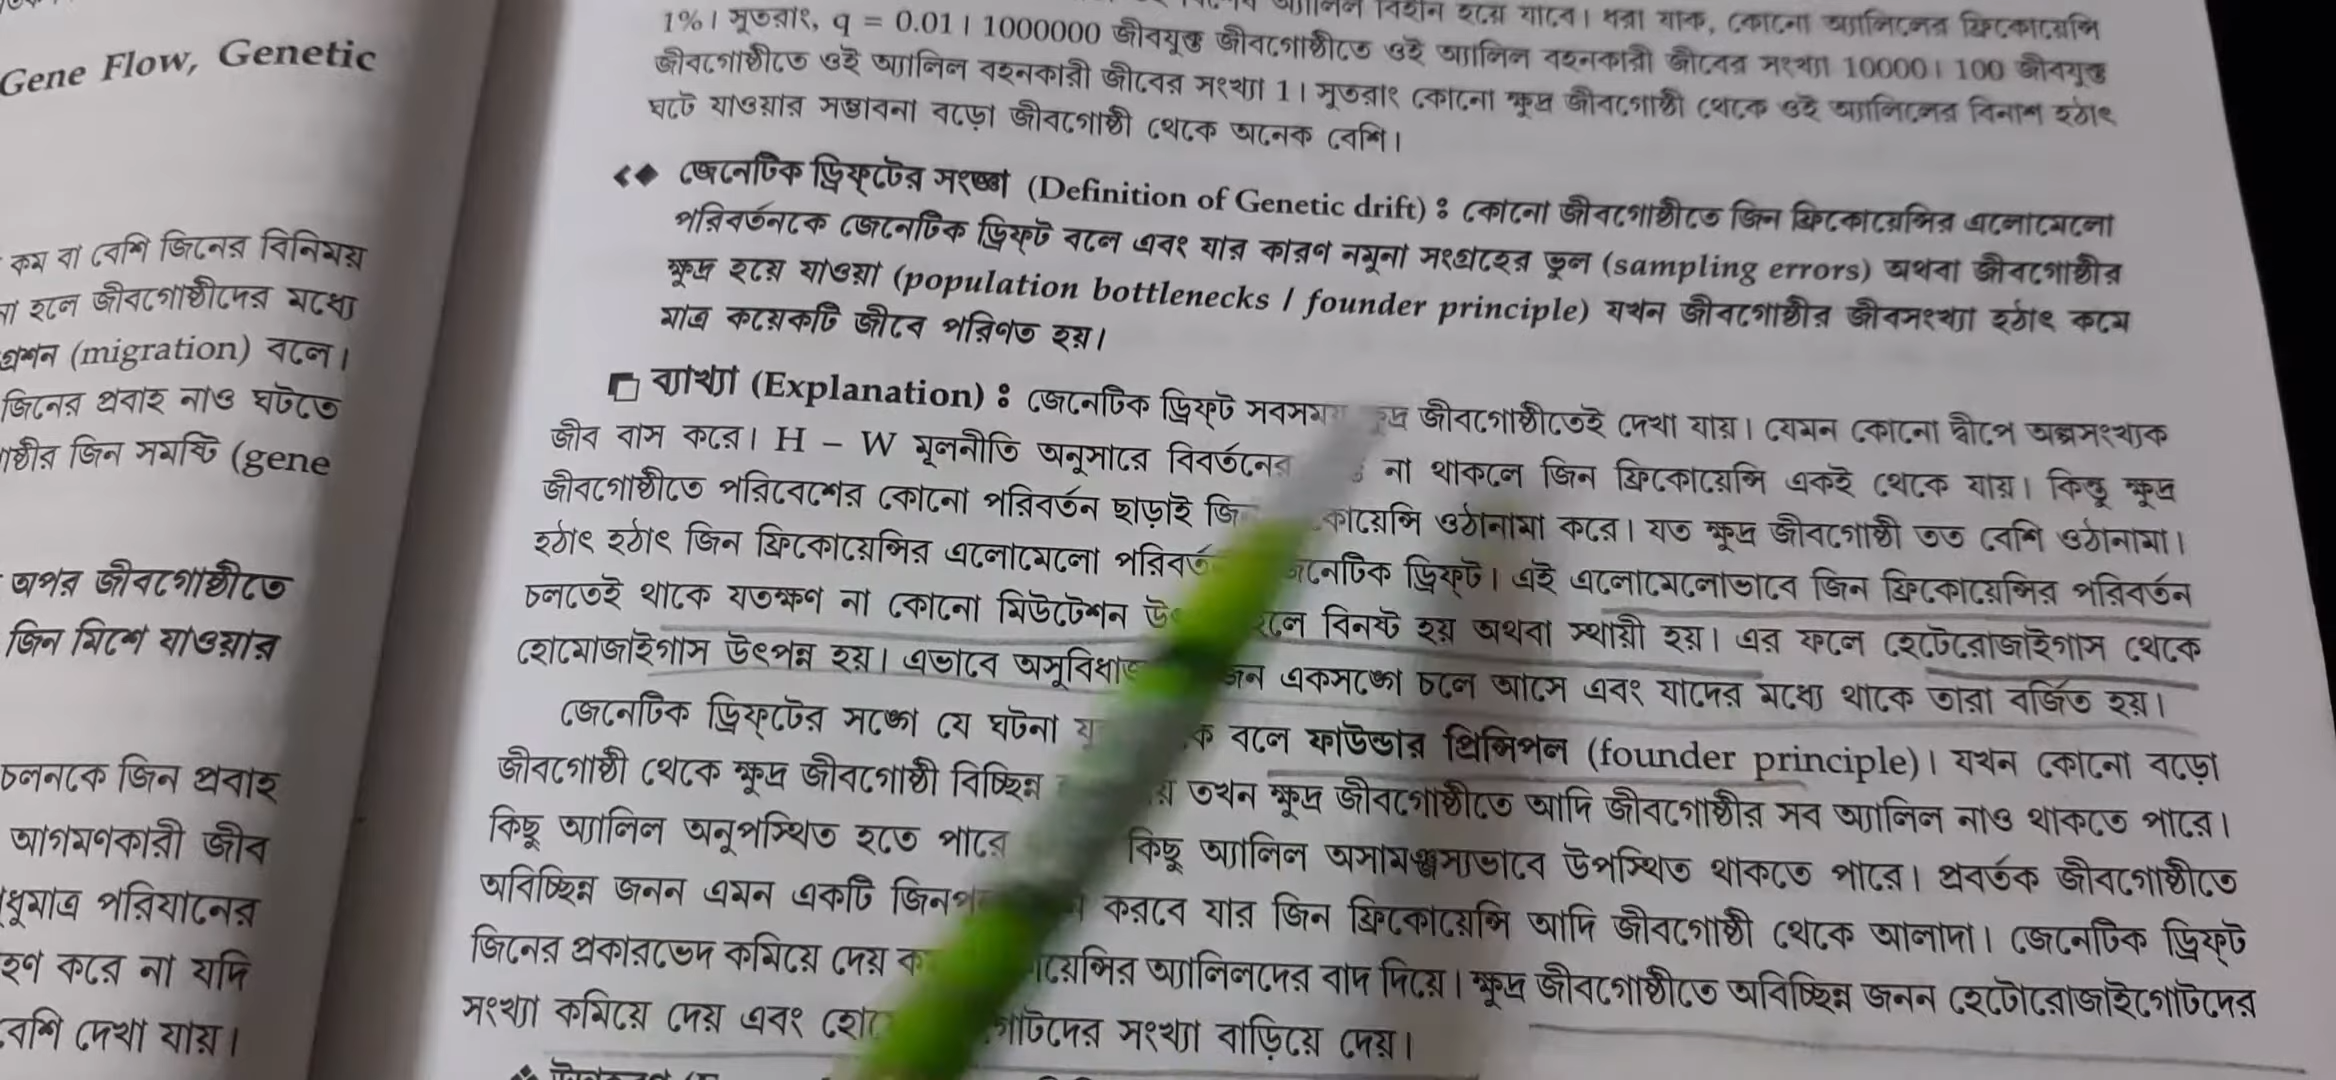 Gene Flow, Genetic
কম বা বেশি জিনের বিনিময়
হলে জীবগোষ্ঠীদের মধ্যে
(migration) বলে।
জিনের প্রবাহ নাও ঘটতে
জিন সমষ্টি (gene
অপর জীবগোষ্ঠীতে
জিন মিশে যাওয়ার
চলনকে জিন প্রবাহ
আগমণকারী জীব
পরিযানের
করে না যদি
বেশি দেখা যায়।
বিহীন হয়ে যাবে। ধরা যাক, কোনো অ্যালিলের ফ্রিকোয়েন্সি
1%। সুতরাং, q = 0.01। 1000000 জীবযুক্ত জীবগোষ্ঠীতে ওই অ্যালিল বহনকারী জীবের সংখ্যা 10000। 100 জীবযুক্ত
জীবগোষ্ঠীতে ওই অ্যালিল বহনকারী জীবের সংখ্যা 1। সুতরাং কোনো ক্ষুদ্র জীবগোষ্ঠী থেকে ওই অ্যালিলের বিনাশ হঠাৎ
ঘটে যাওয়ার সম্ভাবনা বড়ো জীবগোষ্ঠী থেকে অনেক বেশি।
জেনেটিক ড্রিফ্‌টের সংজ্ঞা (Definition of Genetic drift) : কোনো জীবগোষ্ঠীতে জিন ফ্রিকোয়েন্সির এলোমেলো
পরিবর্তনকে জেনেটিক ড্রিফ্‌ট বলে এবং যার কারণ নমুনা সংগ্রহের ভুল (sampling errors) অথবা জীবগোষ্ঠীর
ক্ষুদ্র হয়ে যাওয়া (population bottlenecks / founder principle) যখন জীবগোষ্ঠীর জীবসংখ্যা হঠাৎ কমে
মাত্র কয়েকটি জীবে পরিণত হয়।
ব্যাখ্যা (Explanation) : জেনেটিক ড্রিফ্‌ট সবসময় ক্ষুদ্র জীবগোষ্ঠীতেই দেখা যায়। যেমন কোনো দ্বীপে অল্পসংখ্যক
জীব বাস করে। H – W মূলনীতি অনুসারে বিবর্তনের না থাকলে জিন ফ্রিকোয়েন্সি একই থেকে যায়। কিন্তু ক্ষুদ্র
জীবগোষ্ঠীতে পরিবেশের কোনো পরিবর্তন ছাড়াই ওঠানামা করে। যত ক্ষুদ্র জীবগোষ্ঠী তত বেশি ওঠানামা।
হঠাৎ হঠাৎ জিন ফ্রিকোয়েন্সির এলোমেলো ড্রিফ্‌ট। এই এলোমেলোভাবে জিন ফ্রিকোয়েন্সির পরিবর্তন
চলতেই থাকে যতক্ষণ না কোনো মিউটেশন বিনষ্ট হয় অথবা স্থায়ী হয়। এর ফলে হেটেরোজাইগাস থেকে
হোমোজাইগাস উৎপন্ন হয়। এভাবে একসঙ্গে চলে আসে এবং যাদের মধ্যে থাকে তারা বর্জিত হয়।
জেনেটিক ড্রিফ্‌টের সঙ্গে যে ঘটনা বলে ফাউন্ডার প্রিন্সিপল (founder principle)। যখন কোনো বড়ো
জীবগোষ্ঠী থেকে ক্ষুদ্র জীবগোষ্ঠী বিচ্ছিন্ন তখন ক্ষুদ্র জীবগোষ্ঠীতে আদি জীবগোষ্ঠীর সব অ্যালিল নাও থাকতে পারে।
কিছু অ্যালিল অনুপস্থিত হতে পারে কিছু অ্যালিল অসামঞ্জস্যভাবে উপস্থিত থাকতে পারে। প্রবর্তক জীবগোষ্ঠীতে
অবিচ্ছিন্ন জনন এমন একটি করবে যার জিন ফ্রিকোয়েন্সি আদি জীবগোষ্ঠী থেকে আলাদা। জেনেটিক ড্রিফ্‌ট
জিনের প্রকারভেদ কমিয়ে দেয় অ্যালিলদের বাদ দিয়ে। ক্ষুদ্র জীবগোষ্ঠীতে অবিচ্ছিন্ন জনন হেটোরোজাইগোটদের
সংখ্যা কমিয়ে দেয় এবং সংখ্যা বাড়িয়ে দেয়।